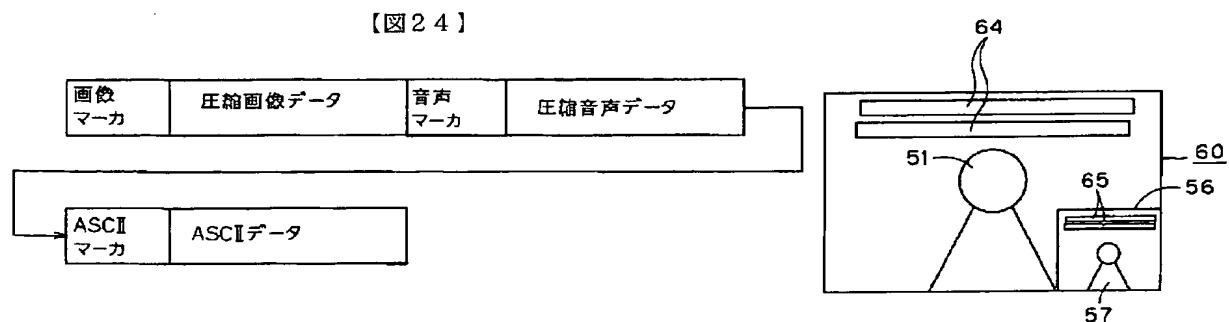 【図24】
画像
マーカ
圧縮画像データ
音声
マーカ
圧縮音声データ
ASCII
マーカ
ASCIIデータ
64
51
60
65
56
57